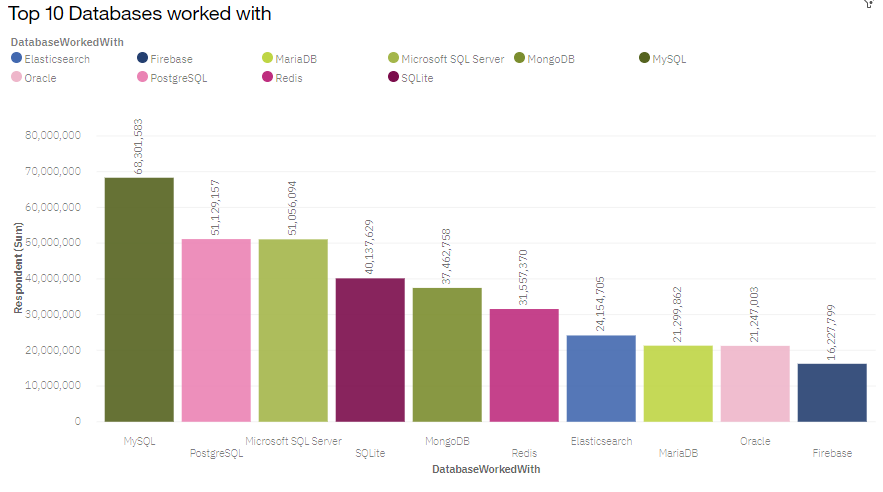 Top 10 Databases worked with
DatabaseWorkedWith
Elasticsearch Firebase MariaDB Microsoft SQL Server MongoDB MySQL
Oracle PostgreSQL Redis SQLite
80,000,000
70,000,000
60,000,000
50,000,000
40,000,000
30,000,000
20,000,000
10,000,000
0
Respondent (Sum)
68,301,583
51,129,157
51,056,094
40,137,629
37,462,758
31,557,370
24,154,705
21,299,862
21,247,003
16,227,799
MySQL Microsoft SQL Server MongoDB Elasticsearch Oracle
PostgreSQL SQLite Redis MariaDB Firebase
DatabaseWorkedWith